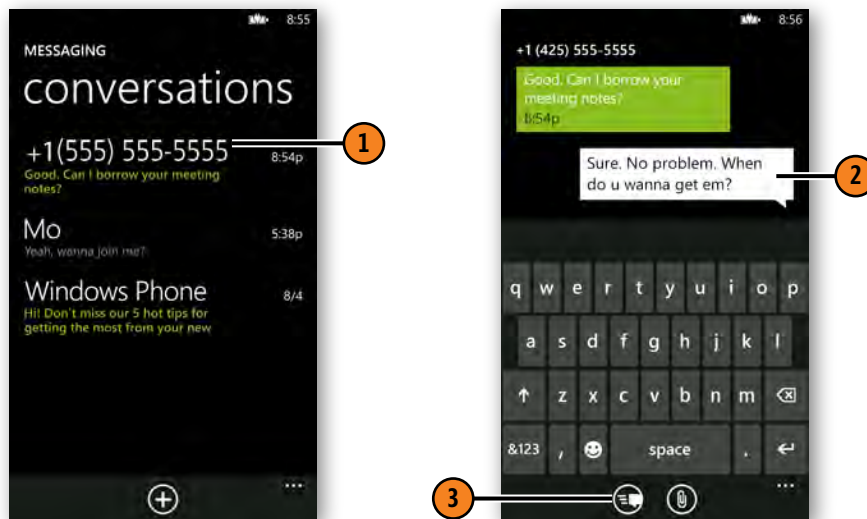 8:55
MESSAGING
conversations
+1(555) 555-5555
8:54p
Good. Can I borrow your meeting
notes?
Mo
5:38p
Yeah, wanna join me?
Windows Phone
8/4
Hi! Don't miss our 5 hot tips for
getting the most from your new
1
8:56
+1 (425) 555-5555
Good. Can I borrow your
meeting notes?
8:54p
Sure. No problem. When
do u wanna get em?
2
q w e r t y u i o p
a s d f g h j k l
z x c v b n m
&123 , space .
3